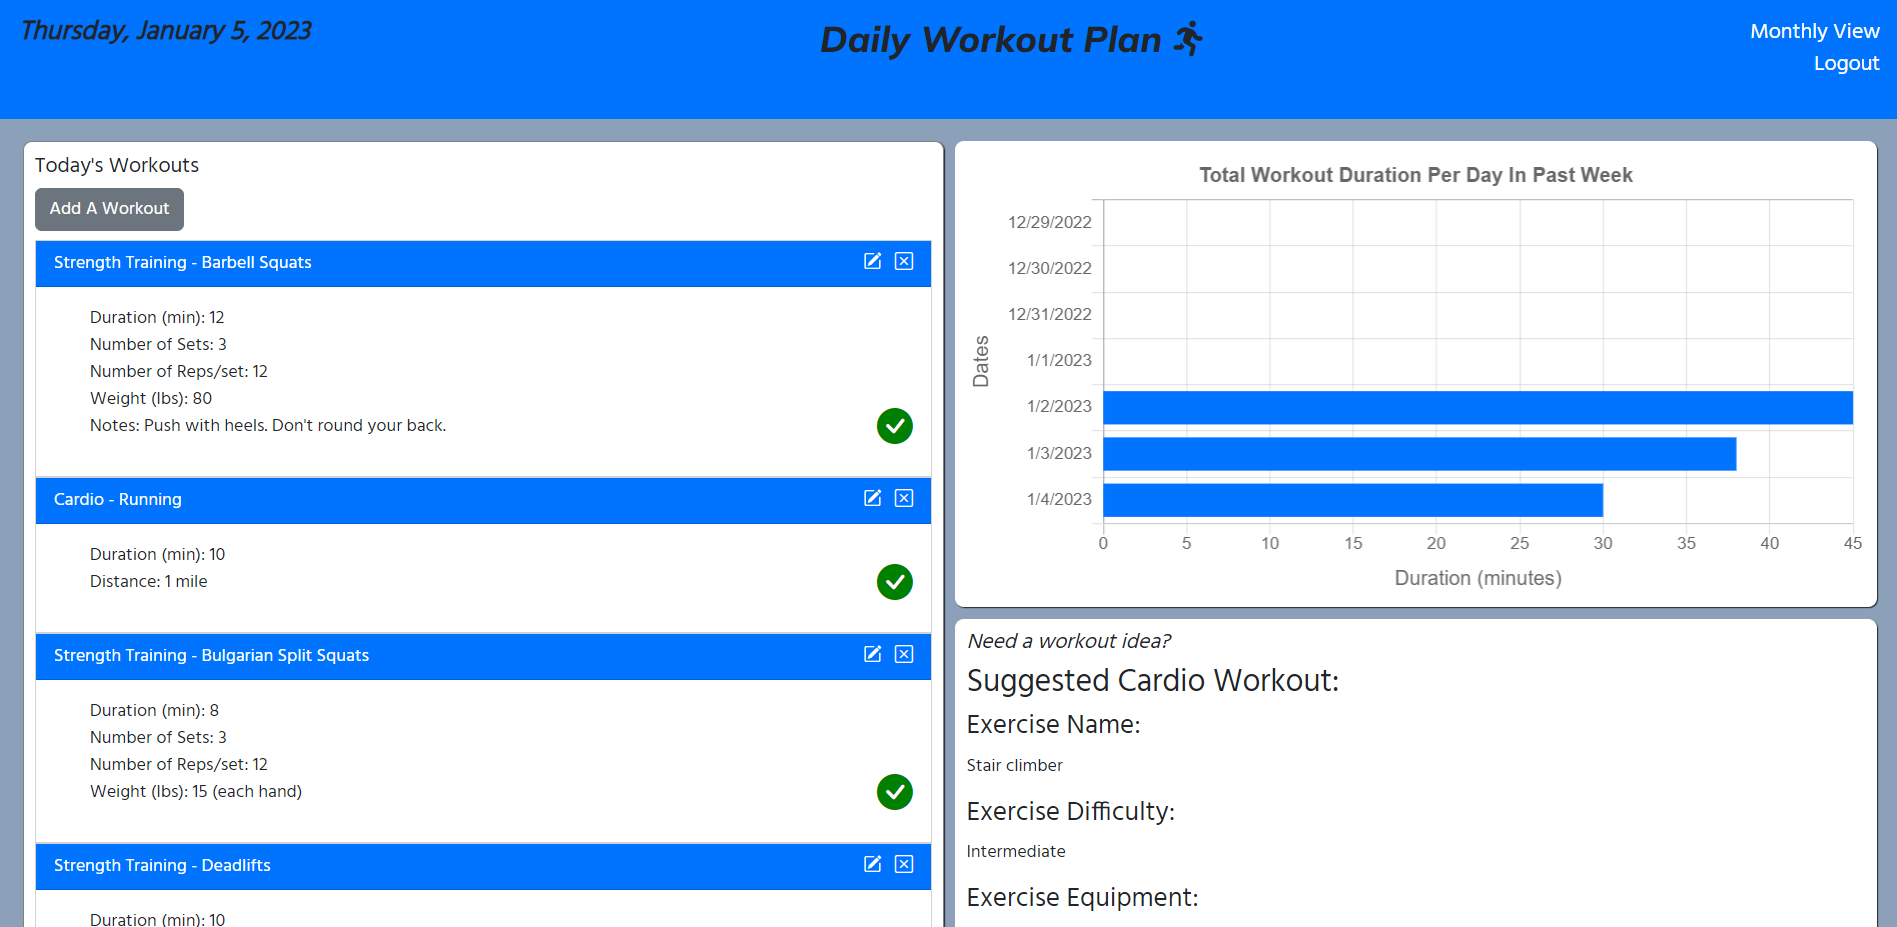 Thursday, January 5, 2023
Daily Workout Plan
Monthly View
Logout
Today's Workouts
Add A Workout
Strength Training - Barbell Squats
Duration (min): 12
Number of Sets: 3
Number of Reps/set: 12
Weight (lbs): 80
Notes: Push with heels. Don't round your back.
Cardio - Running
Duration (min): 10
Distance: 1 mile
Strength Training - Bulgarian Split Squats
Duration (min): 8
Number of Sets: 3
Number of Reps/set: 12
Weight (lbs): 15 (each hand)
Strength Training - Deadlifts
Duration (min): 10
Total Workout Duration Per Day In Past Week
Dates
12/29/2022
12/30/2022
12/31/2022
1/1/2023
1/2/2023
1/3/2023
1/4/2023
0 5 10 15 20 25 30 35 40 45
Duration (minutes)
Need a workout idea?
Suggested Cardio Workout:
Exercise Name:
Stair climber
Exercise Difficulty:
Intermediate
Exercise Equipment: